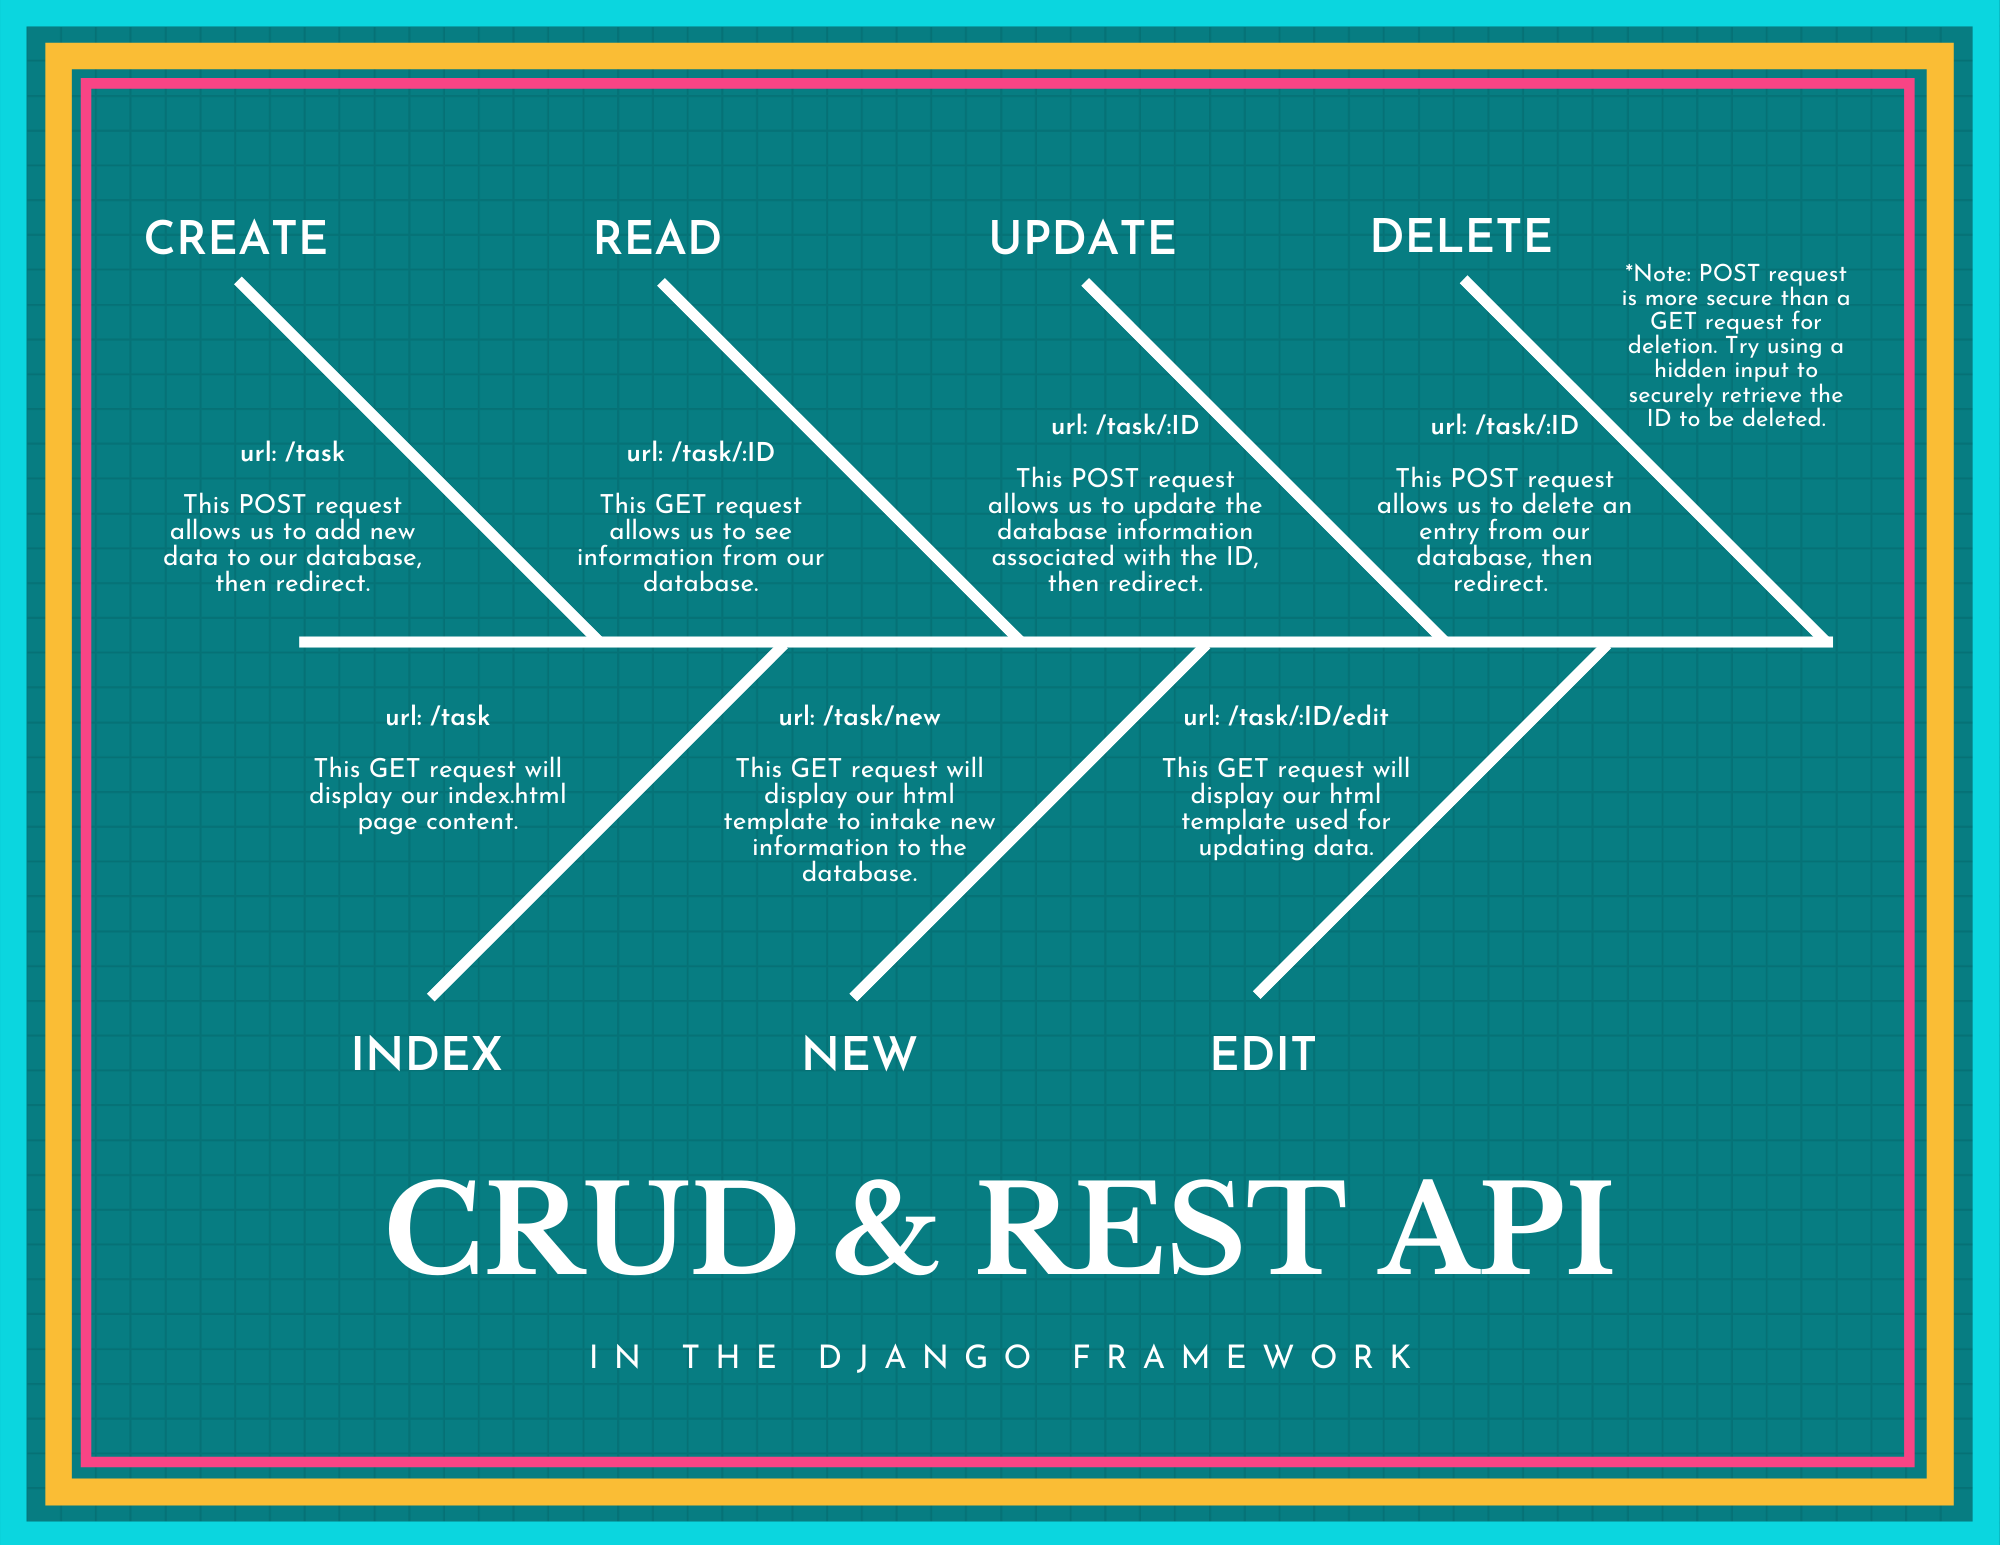 CREATE
READ
UPDATE
DELETE
*Note: POST request
is more secure than a
GET request for
deletion. Try using a
hidden input to
securely retrieve the
ID to be deleted.
url: /task
This POST request
allows us to add new
data to our database,
then redirect.
url: /task/:ID
This GET request
allows us to see
information from our
database.
url: /task/:ID
This POST request
allows us to update the
database information
associated with the ID,
then redirect.
url: /task/:ID
This POST request
allows us to delete an
entry from our
database, then
redirect.
url: /task
This GET request will
display our index.html
page content.
url: /task/new
This GET request will
display our html
template to intake new
information to the
database.
url: /task/:ID/edit
This GET request will
display our html
template used for
updating data.
INDEX
NEW
EDIT
CRUD & REST API
IN THE DJANGO FRAMEWORK